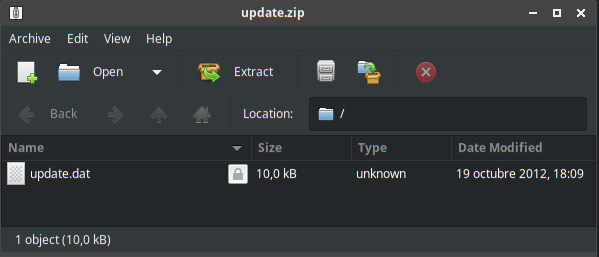 update.zip
Archive Edit View Help
Open Extract
Back Location: /
Name Size Type Date Modified
update.dat 10,0 kB unknown 19 octubre 2012, 18:09
1 object (10,0 kB)